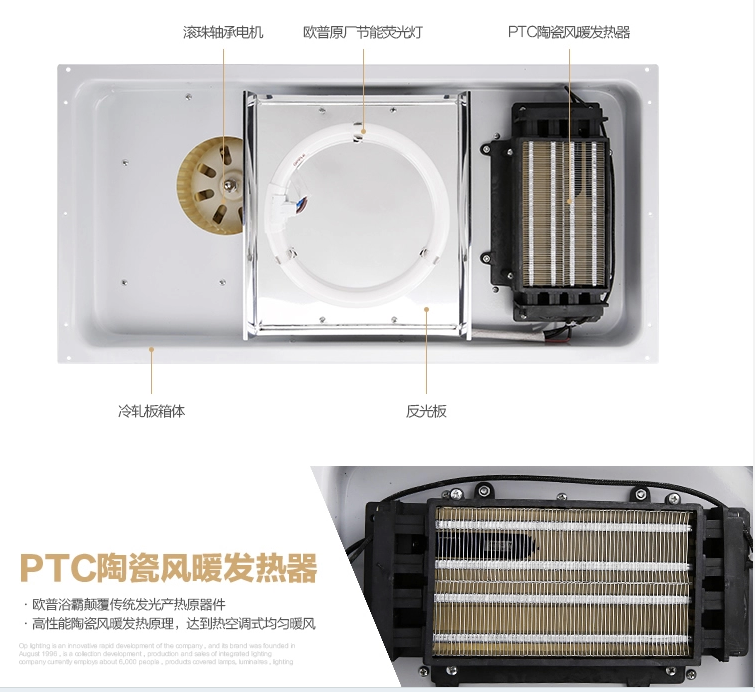 滚珠轴承电机 欧普原厂节能荧光灯 PTC陶瓷风暖发热器
冷轧板箱体 反光板
PTC陶瓷风暖发热器
· 欧普浴霸颠覆传统发光产热原器件
· 高性能陶瓷风暖发热原理，达到热空调式均匀暖风
Op lighting is an innovative rapid development of the company , and its brand was founded in
August 1996 , is a collection development , production and sales of integrated lighting
company currently employs about 6,000 people , products covered lamps, luminaires , lighting